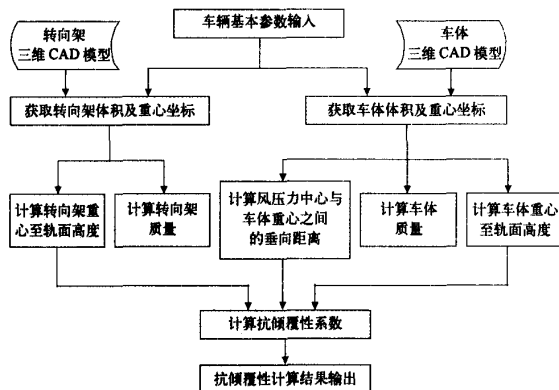 转向架
三维 CAD 模型
车辆基本参数输入
车体
三维 CAD 模型
获取转向架体积及重心坐标
获取车体体积及重心坐标
计算转向架重
心至轨面高度
计算转向架
质量
计算风压力中心与
车体重心之间
的垂向距离
计算车体
质量
计算车体重心
至轨面高度
计算抗倾覆性系数
抗倾覆性计算结果输出